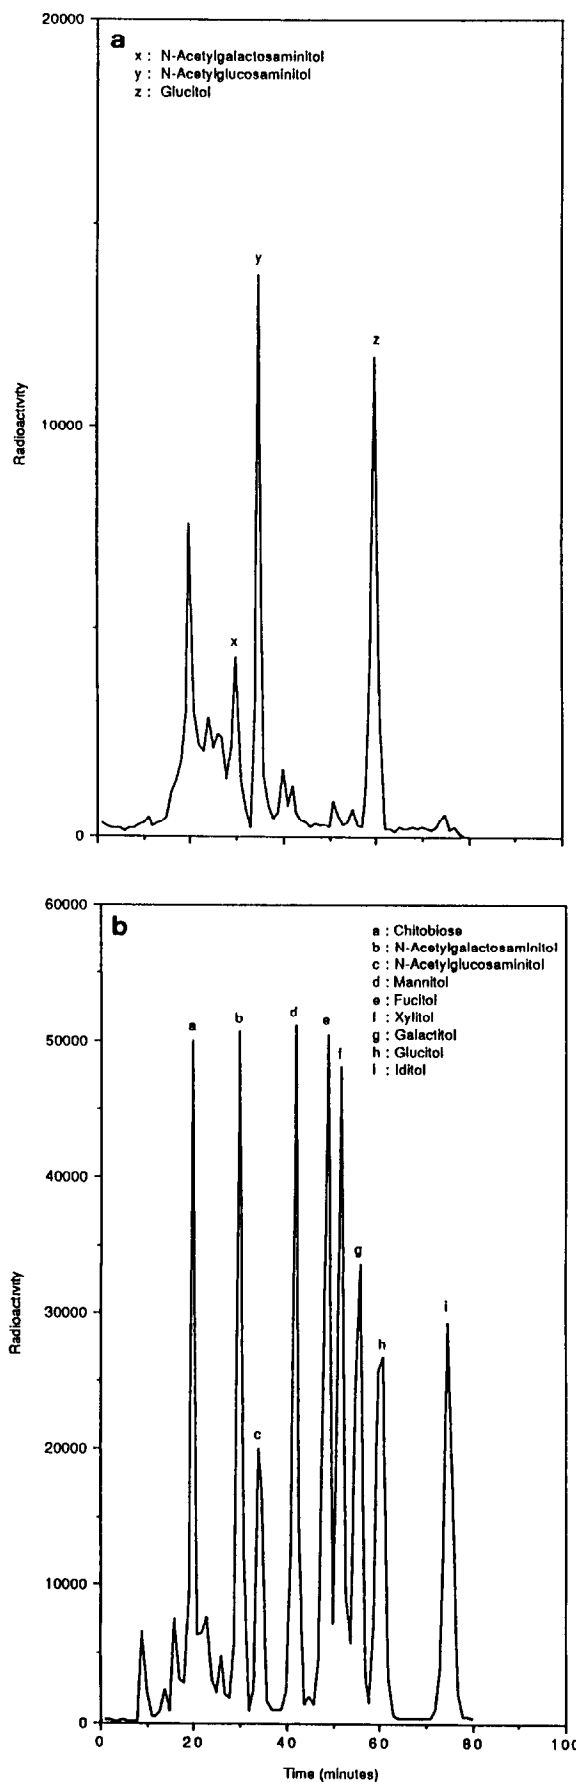 20000
a
x : N-Acetylgalactosaminitol
y : N-Acetylglucosaminitol
z : Glucitol
y
z
10000
Radioactivity
x
0
60000
b
a : Chitobiose
b : N-Acetylgalactosaminitol
c : N-Acetylglucosaminitol
d : Mannitol
e : Fucitol
f : Xylitol
g : Galactitol
h : Glucitol
i : Iditol
50000
a
b
d
e
f
40000
g
30000
i
h
Radioactivity
20000
c
10000
0
0 20 40 60 80 100
Time (minutes)